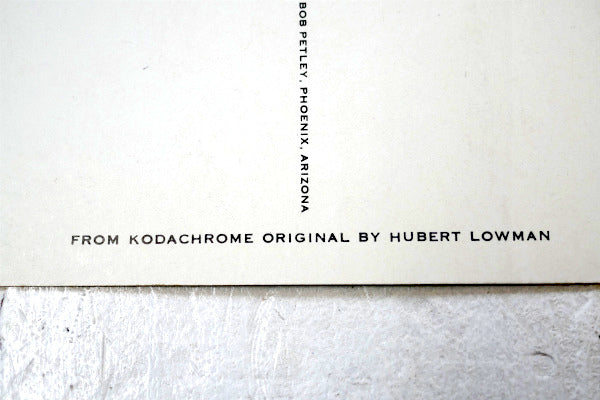 BOB PETLEY, PHOENIX, ARIZONA
FROM KODACHROME ORIGINAL BY HUBERT LOWMAN